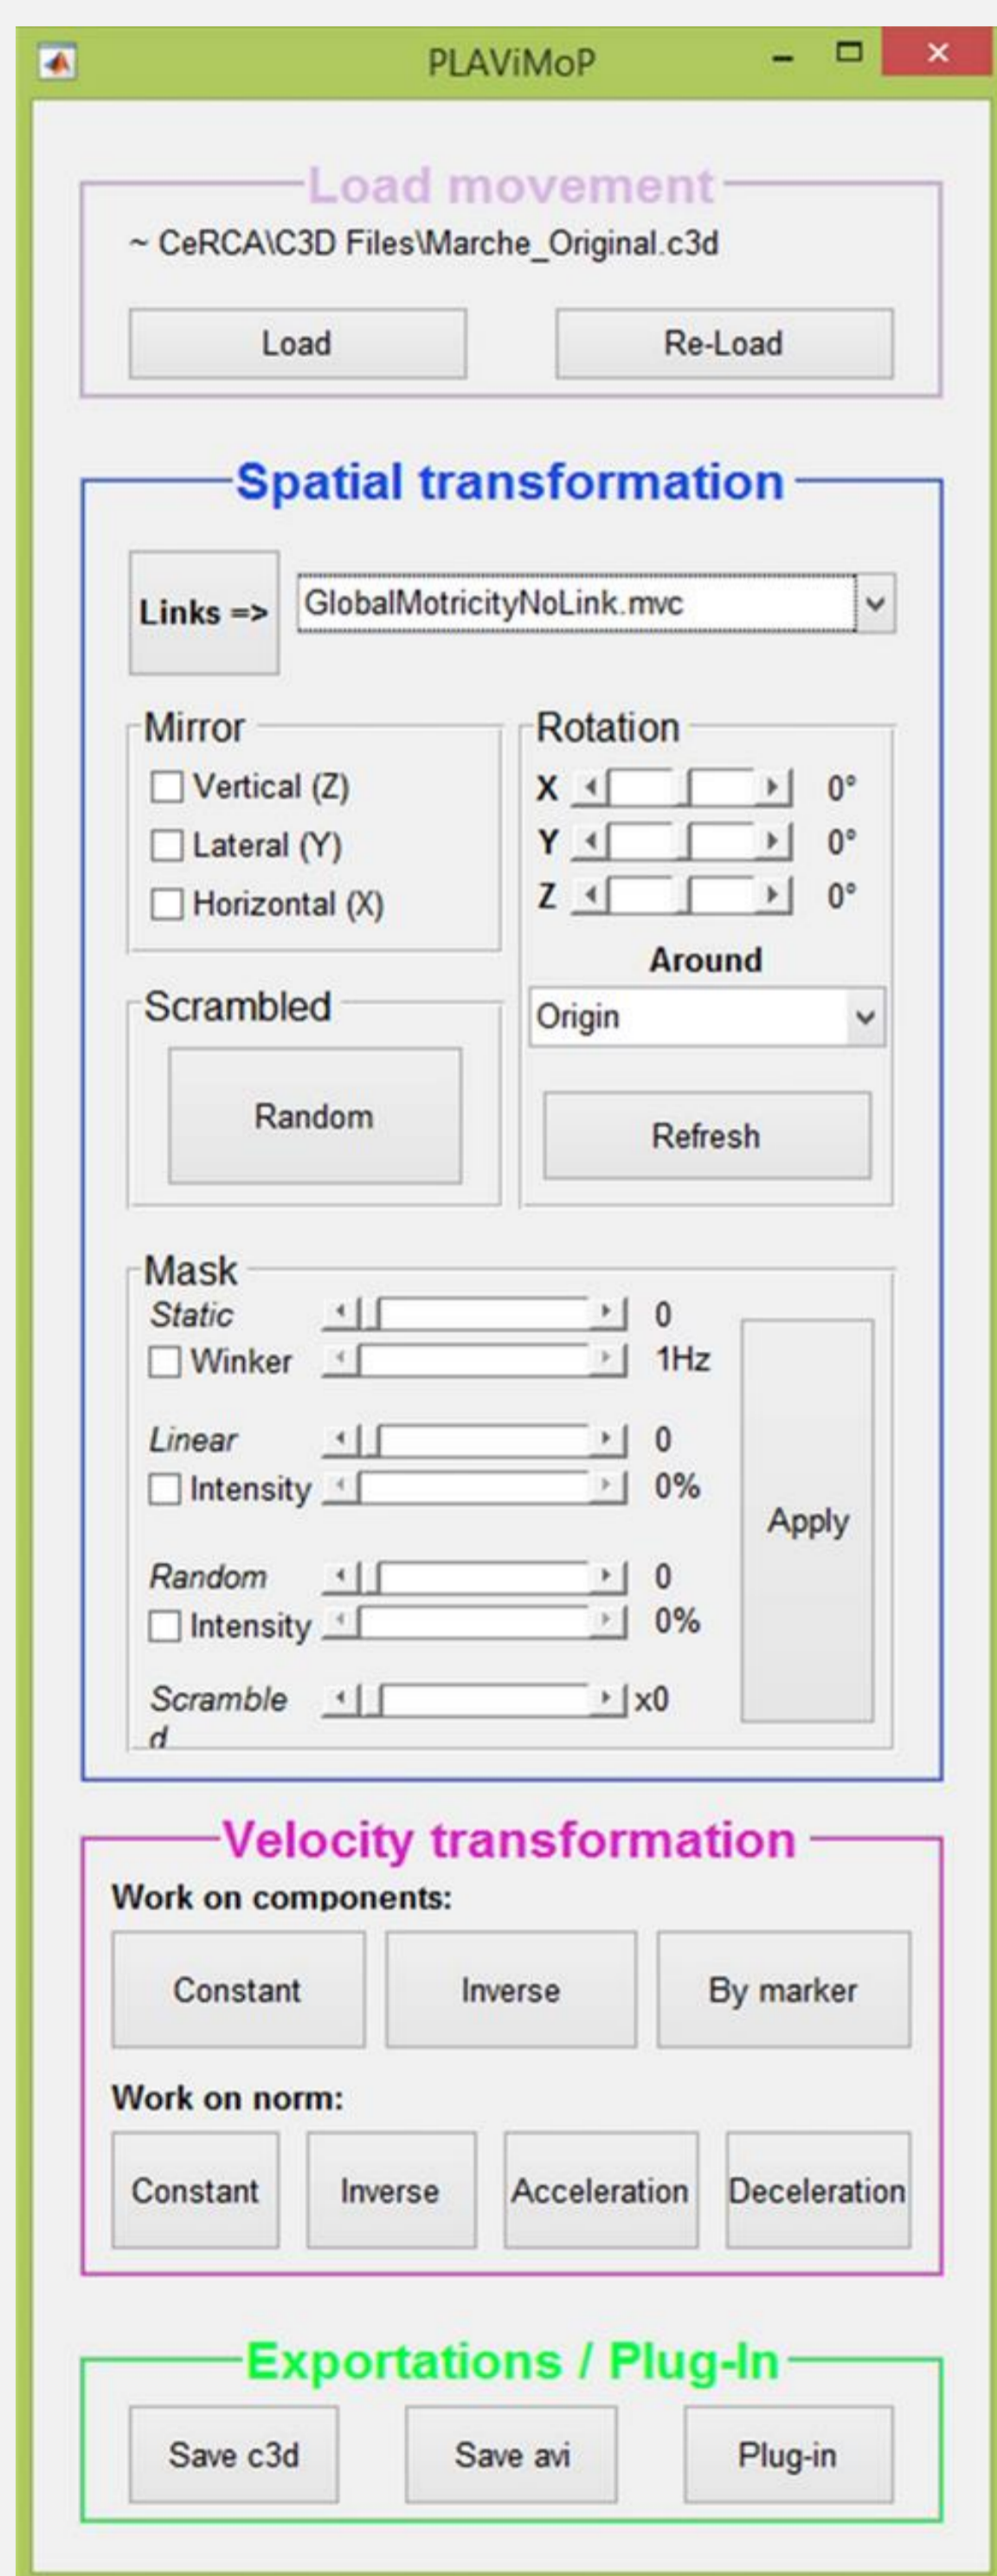 PLAViMoP
Load movement
~ CeRCA\C3D Files\Marche_Original.c3d
Load
Re-Load
Spatial transformation
Links =>
GlobalMotricityNoLink.mvc
Mirror
Vertical (Z)
Lateral (Y)
Horizontal (X)
Rotation
X 0°
Y 0°
Z 0°
Around
Origin
Refresh
Scrambled
Random
Mask
Static 0
Winker 1Hz
Linear 0
Intensity 0%
Random 0
Intensity 0%
Scramble x0
d
Apply
Velocity transformation
Work on components:
Constant Inverse By marker
Work on norm:
Constant Inverse Acceleration Deceleration
Exportations / Plug-In
Save c3d Save avi Plug-in